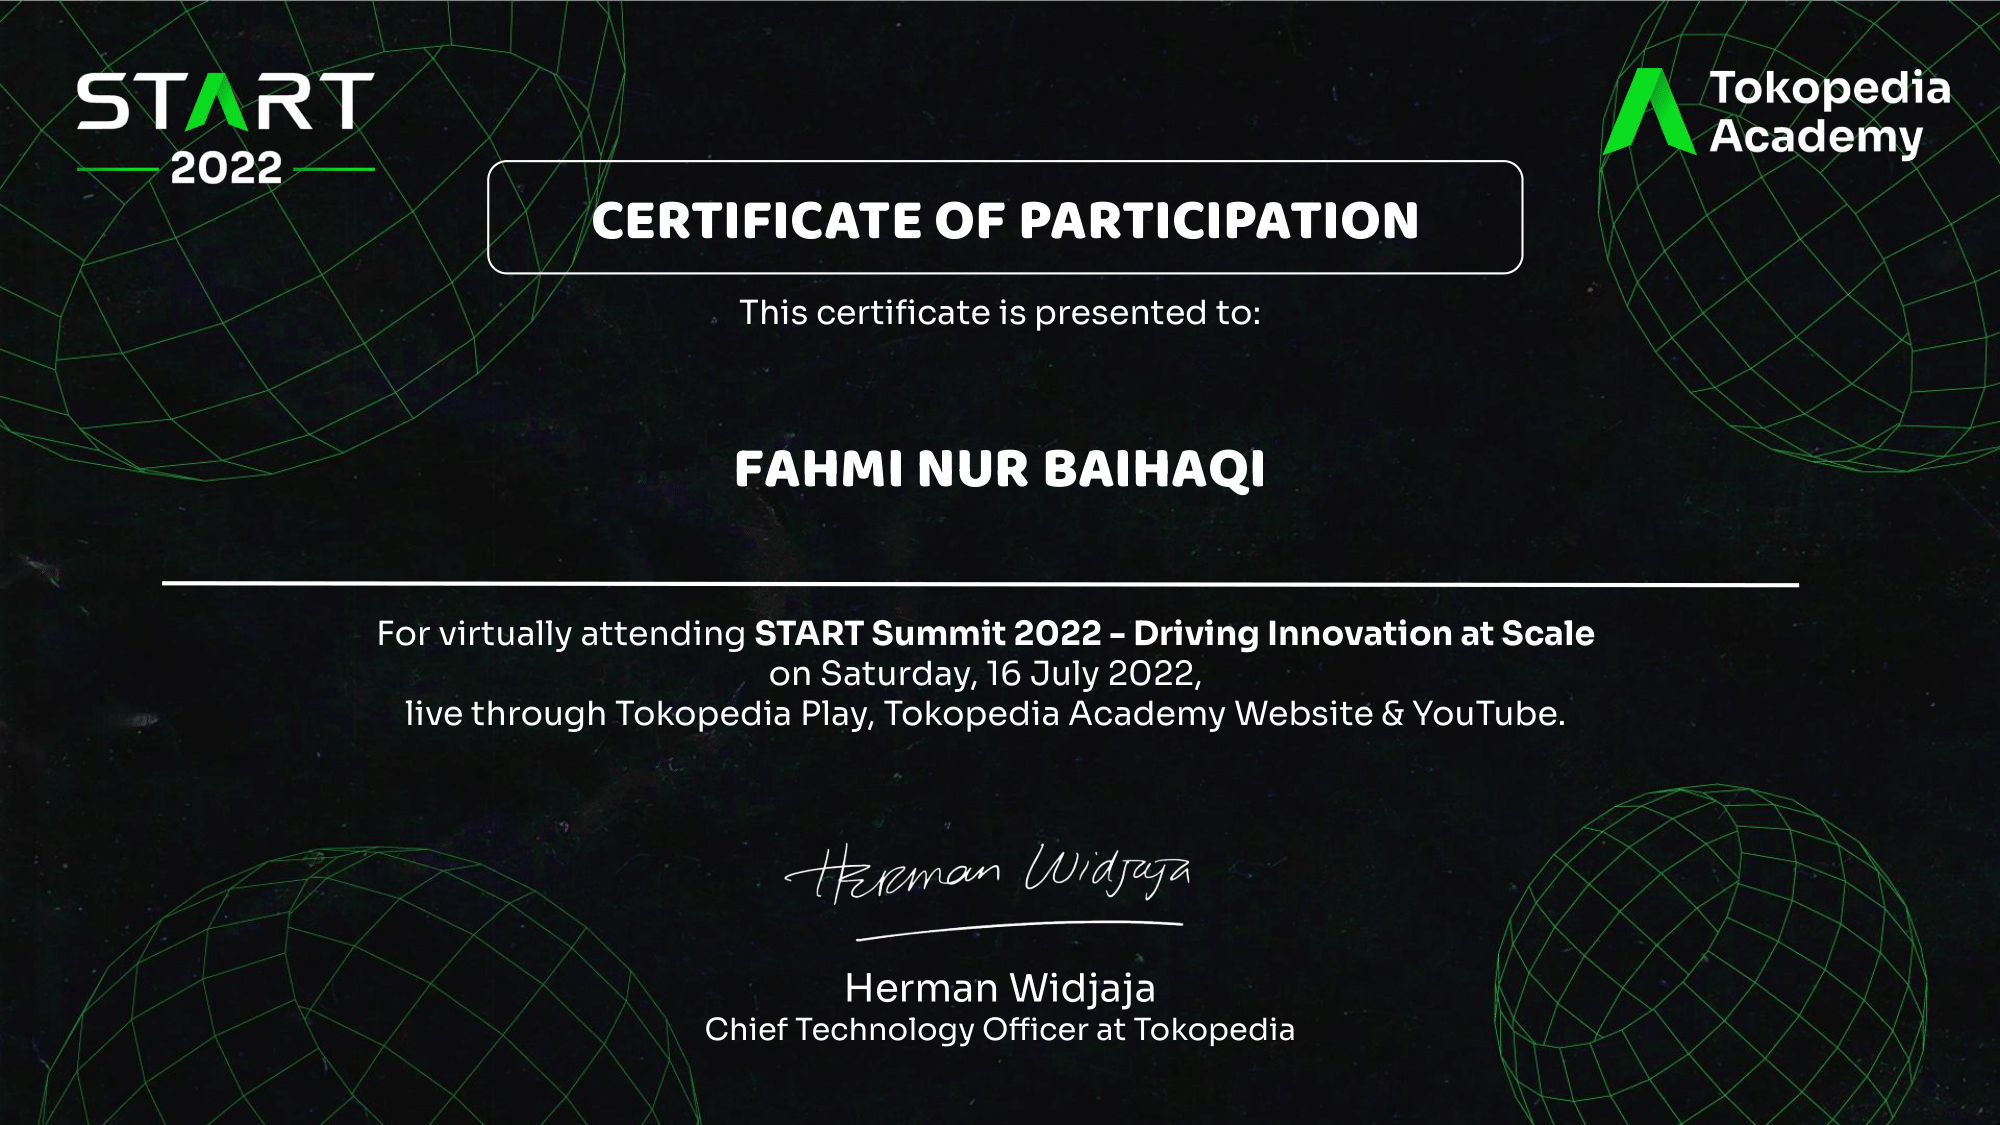 START
2022
Tokopedia
Academy
CERTIFICATE OF PARTICIPATION
This certificate is presented to:
FAHMI NUR BAIHAQI
For virtually attending START Summit 2022 – Driving Innovation at Scale
on Saturday, 16 July 2022,
live through Tokopedia Play, Tokopedia Academy Website & YouTube.
Herman Widjaja
Herman Widjaja
Chief Technology Officer at Tokopedia